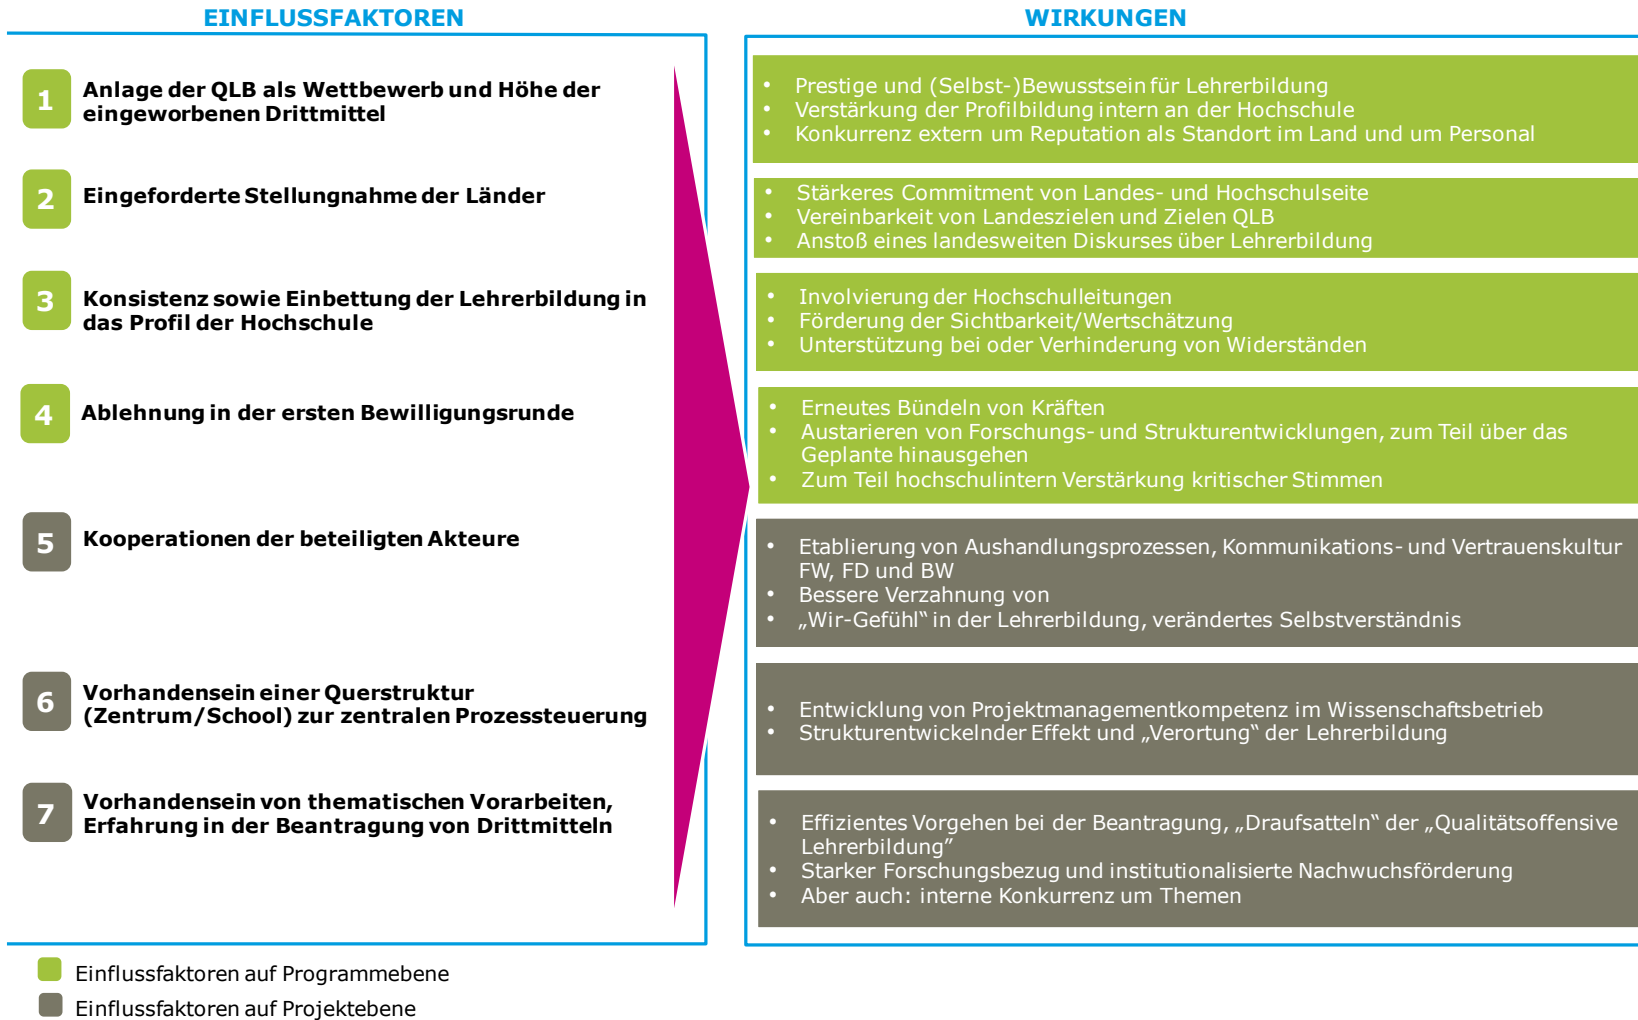 EINFLUSSFAKTOREN
WIRKUNGEN
1
Anlage der QLB als Wettbewerb und Höhe der
eingeworbenen Drittmittel
• Prestige und (Selbst-)Bewusstsein für Lehrerbildung
• Verstärkung der Profilbildung intern an der Hochschule
• Konkurrenz extern um Reputation als Standort im Land und um Personal
2
Eingeforderte Stellungnahme der Länder
• Stärkeres Commitment von Landes- und Hochschulseite
• Vereinbarkeit von Landeszielen und Zielen QLB
• Anstoß eines landesweiten Diskurses über Lehrerbildung
3
Konsistenz sowie Einbettung der Lehrerbildung in
das Profil der Hochschule
• Involvierung der Hochschulleitungen
• Förderung der Sichtbarkeit/Wertschätzung
• Unterstützung bei oder Verhinderung von Widerständen
4
Ablehnung in der ersten Bewilligungsrunde
• Erneutes Bündeln von Kräften
• Austarieren von Forschungs- und Strukturentwicklungen, zum Teil über das
Geplante hinausgehen
• Zum Teil hochschulintern Verstärkung kritischer Stimmen
5
Kooperationen der beteiligten Akteure
• Etablierung von Aushandlungsprozessen, Kommunikations- und Vertrauenskultur
FW, FD und BW
• Bessere Verzahnung von
• „Wir-Gefühl“ in der Lehrerbildung, verändertes Selbstverständnis
6
Vorhandensein einer Querstruktur
(Zentrum/School) zur zentralen Prozessteuerung
• Entwicklung von Projektmanagementkompetenz im Wissenschaftsbetrieb
• Strukturentwickelnder Effekt und „Verortung“ der Lehrerbildung
7
Vorhandensein von thematischen Vorarbeiten,
Erfahrung in der Beantragung von Drittmitteln
• Effizientes Vorgehen bei der Beantragung, „Draufsatteln“ der „Qualitätsoffensive
Lehrerbildung”
• Starker Forschungsbezug und institutionalisierte Nachwuchsförderung
• Aber auch: interne Konkurrenz um Themen
Einflussfaktoren auf Programmebene
Einflussfaktoren auf Projektebene